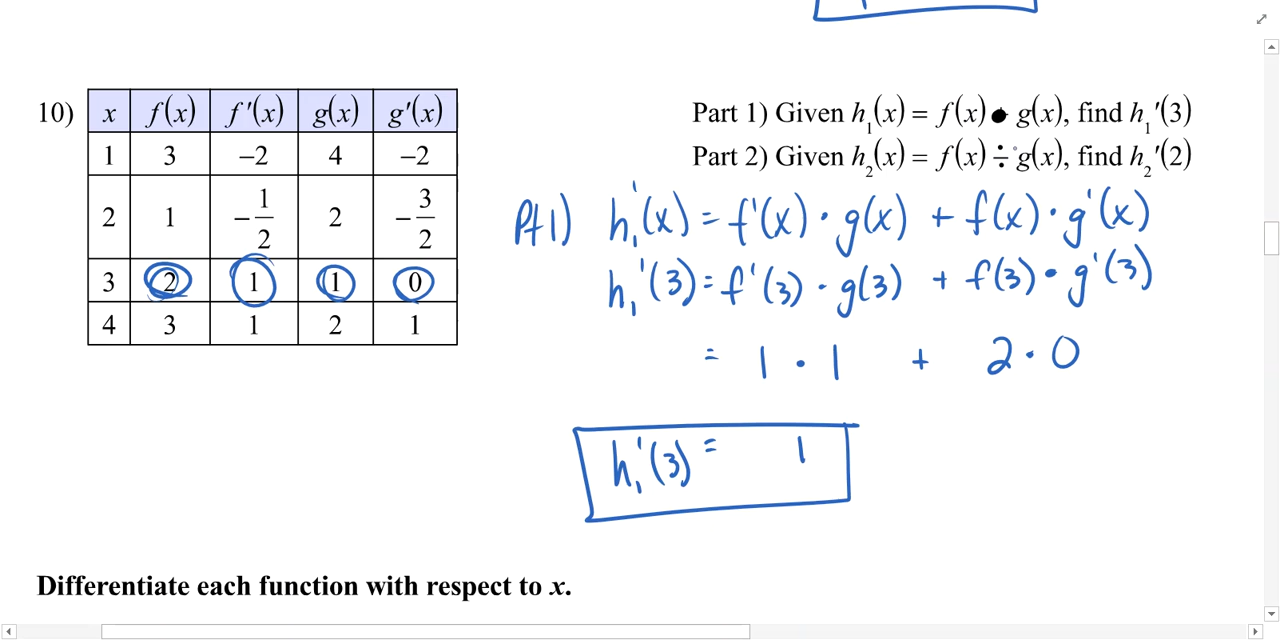 10)
x f(x) f'(x) g(x) g'(x)
1 3 –2 4 –2
2 1 –1/2 2 –3/2
3 2 1 1 0
4 3 1 2 1
Part 1) Given h₁(x) = f(x) • g(x), find h₁'(3)
Part 2) Given h₂(x) = f(x) ÷ g(x), find h₂'(2)
Pt 1) h₁'(x) = f'(x) · g(x) + f(x) · g'(x)
h₁'(3) = f'(3) · g(3) + f(3) · g'(3)
= 1 · 1 + 2 · 0
h₁'(3) = 1
Differentiate each function with respect to x.